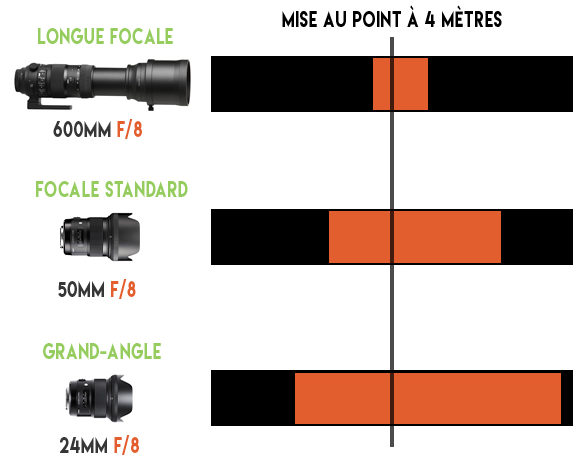 MISE AU POINT À 4 MÈTRES
LONGUE FOCALE
600MM F/8
FOCALE STANDARD
50MM F/8
GRAND-ANGLE
24MM F/8